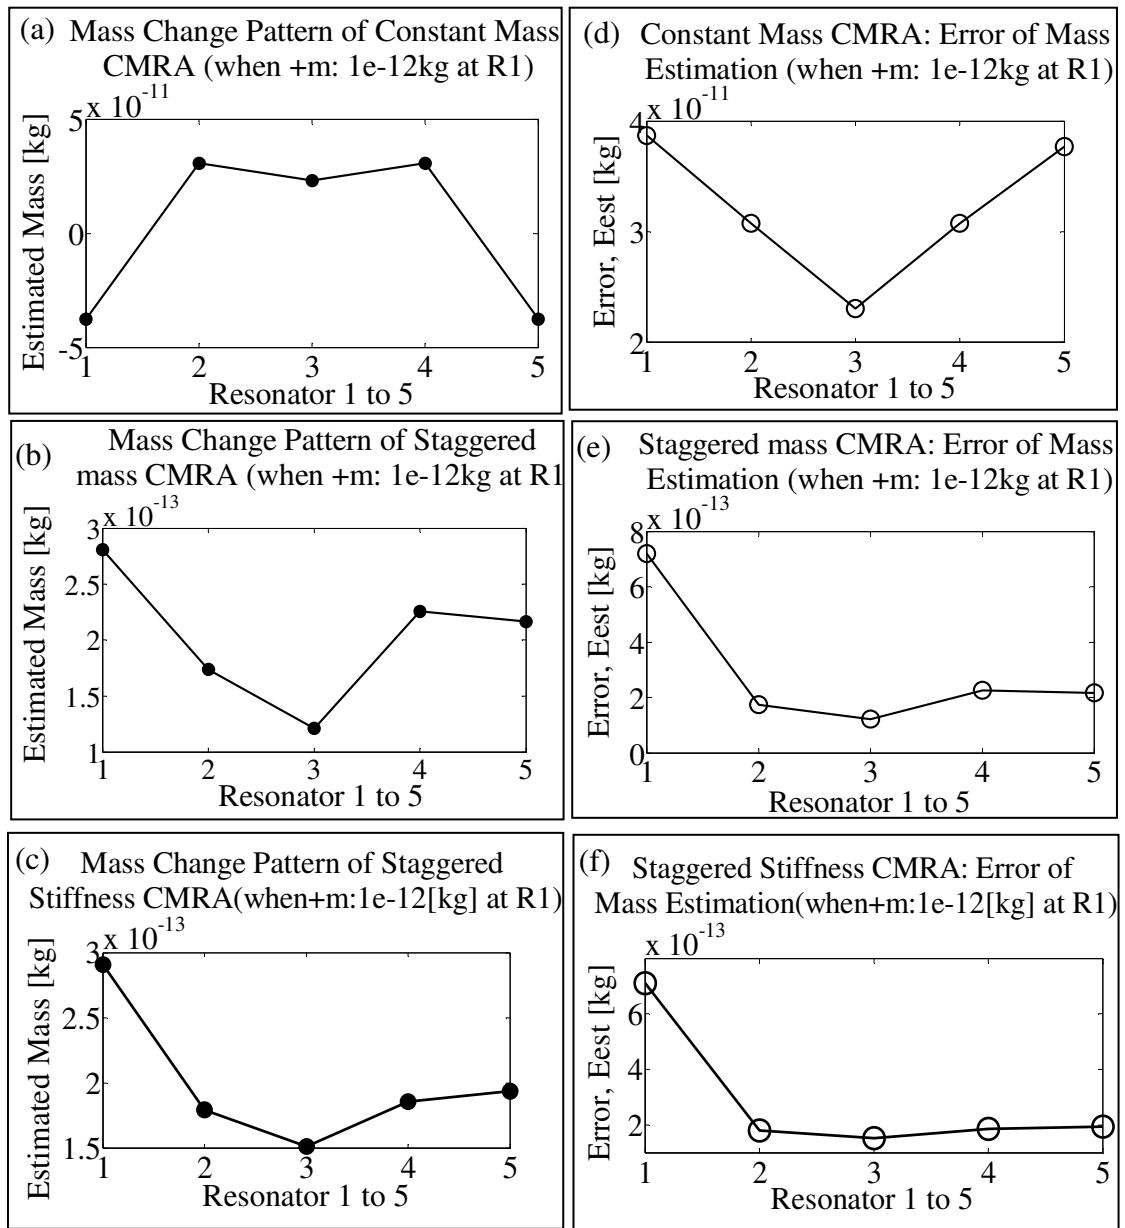 (a) Mass Change Pattern of Constant Mass
CMRA (when +m: 1e-12kg at R1)
x 10^-11
Estimated Mass [kg]
5
0
-5
1 2 3 4 5
Resonator 1 to 5
(d) Constant Mass CMRA: Error of Mass
Estimation (when +m: 1e-12kg at R1)
x 10^-11
Error, Eest [kg]
4
3
2
1 2 3 4 5
Resonator 1 to 5
(b) Mass Change Pattern of Staggered
mass CMRA (when +m: 1e-12kg at R1
x 10^-13
Estimated Mass [kg]
3
2.5
2
1.5
1
1 2 3 4 5
Resonator 1 to 5
(e) Staggered mass CMRA: Error of Mass
Estimation (when +m: 1e-12kg at R1)
x 10^-13
Error, Eest [kg]
8
6
4
2
0
1 2 3 4 5
Resonator 1 to 5
(c) Mass Change Pattern of Staggered
Stiffness CMRA(when+m:1e-12[kg] at R1)
x 10^-13
Estimated Mass [kg]
3
2.5
2
1.5
1 2 3 4 5
Resonator 1 to 5
(f) Staggered Stiffness CMRA: Error of
Mass Estimation(when+m:1e-12[kg] at R1)
x 10^-13
Error, Eest [kg]
6
4
2
1 2 3 4 5
Resonator 1 to 5